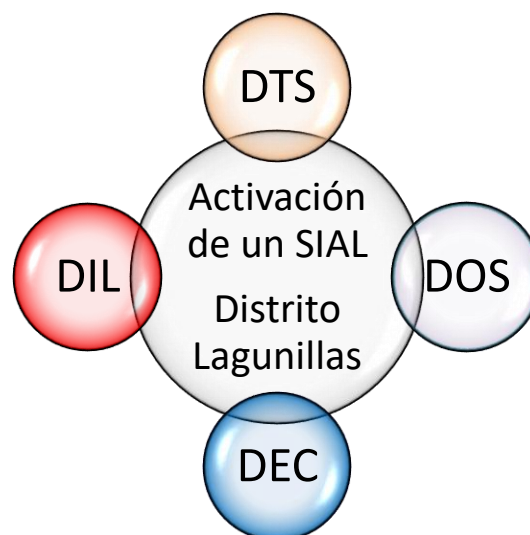 DTS
Activación
de un SIAL
Distrito
Lagunillas
DIL
DOS
DEC